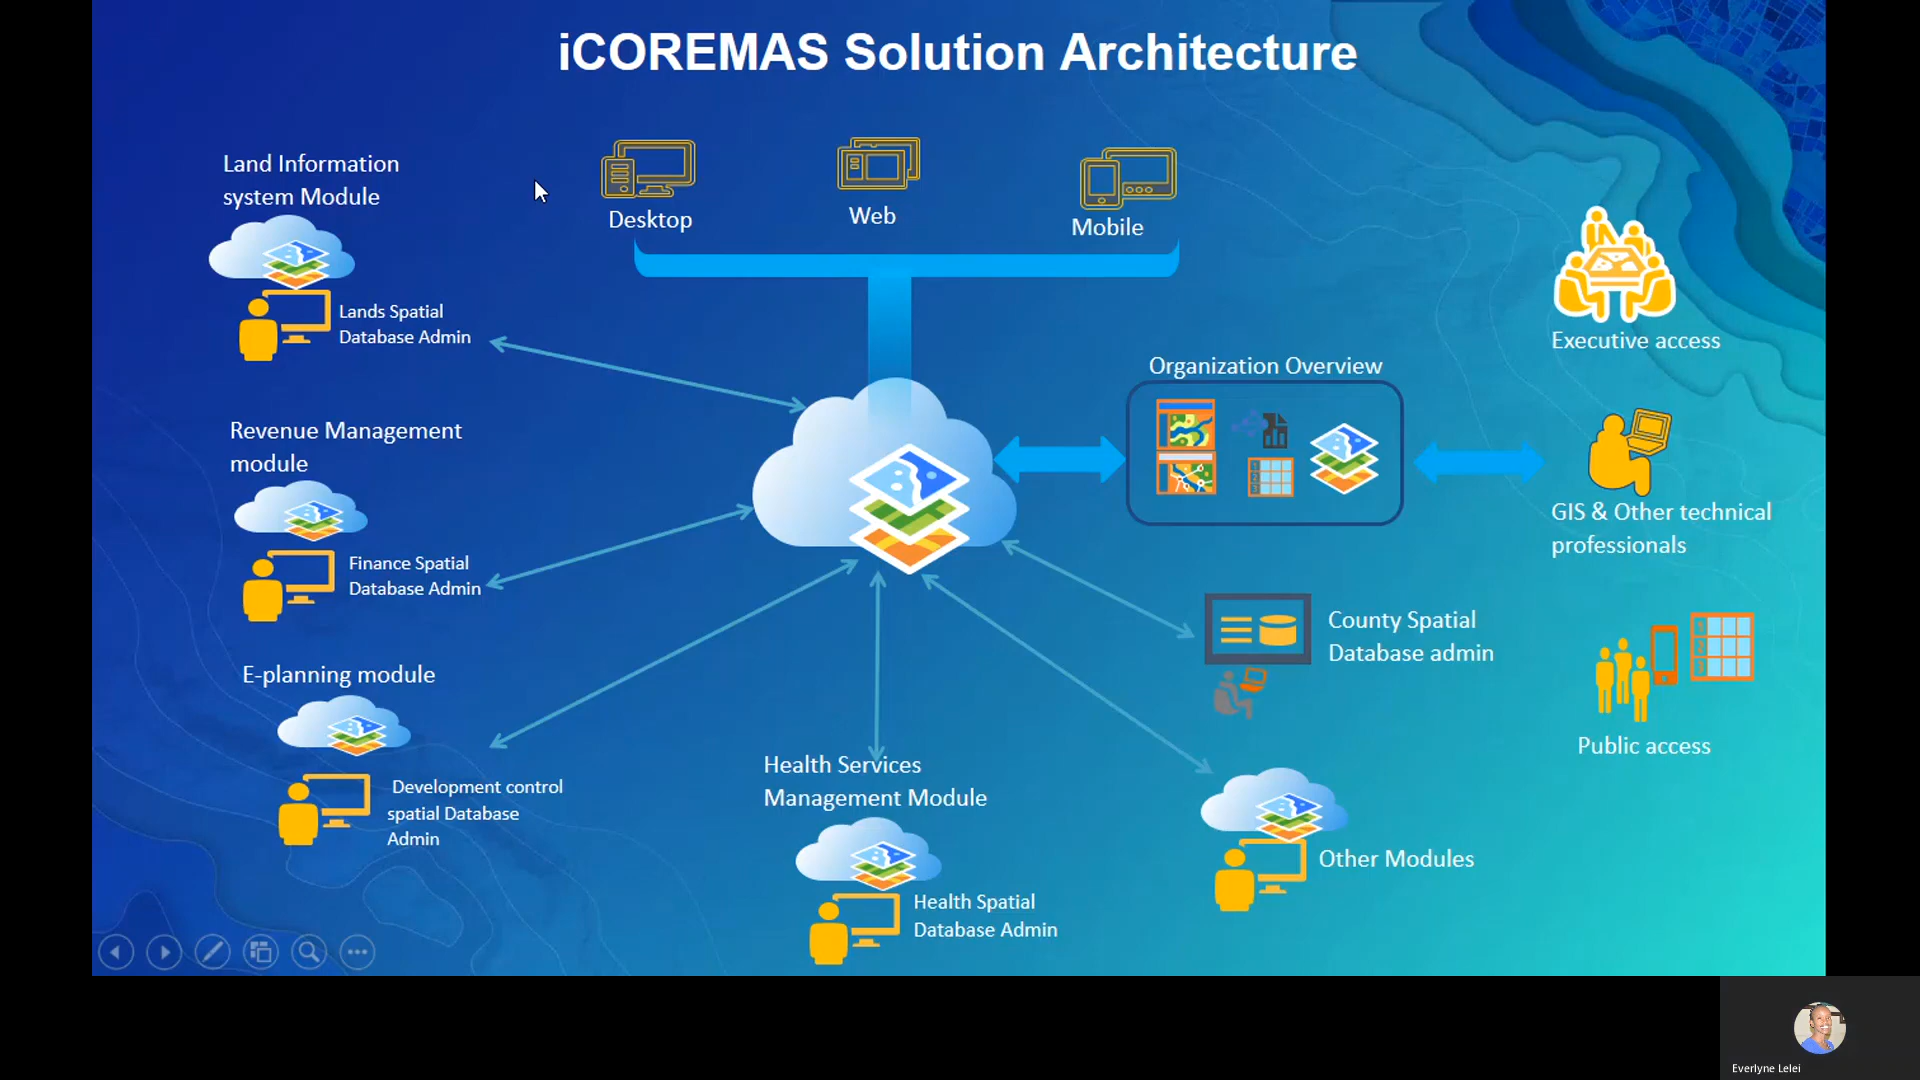 iCOREMAS Solution Architecture
Land Information
system Module
Desktop
Web
Mobile
Lands Spatial
Database Admin
Executive access
Organization Overview
Revenue Management
module
GIS & Other technical
professionals
Finance Spatial
Database Admin
County Spatial
Database admin
E-planning module
Public access
Health Services
Management Module
Development control
spatial Database
Admin
Other Modules
Health Spatial
Database Admin
Everlyne Lelei